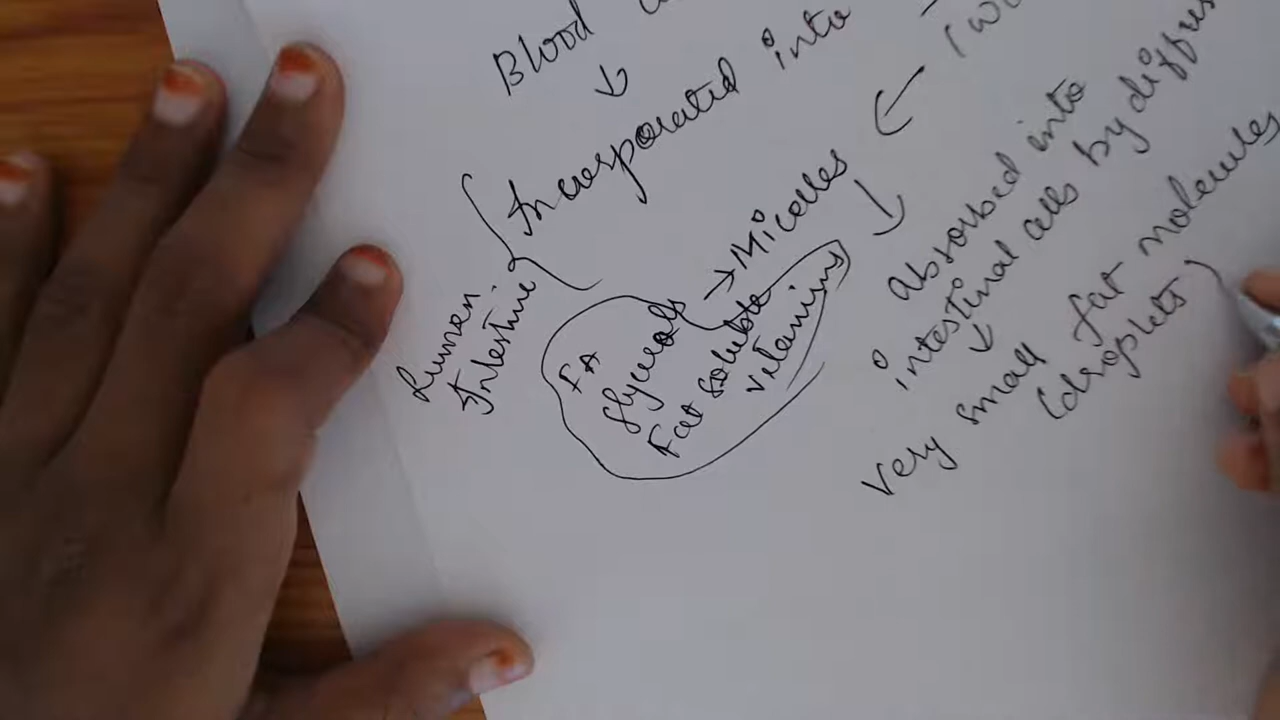 Blood
↓
Incorporated into
Lumen.
Intestine
FA
Glycerols
Fat soluble
vitamins
→ Micelles
↓
absorbed into
intestinal cells by
↓
very small fat molecules
(droplets)